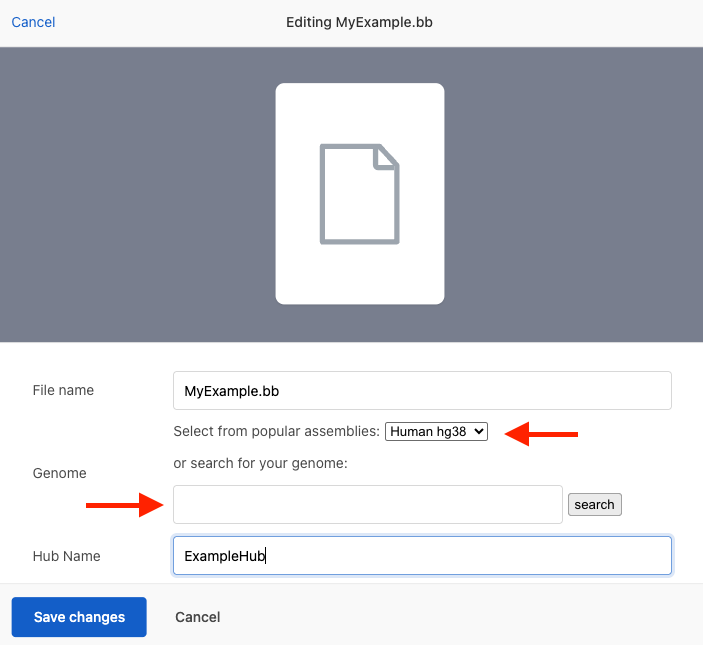 Cancel
Editing MyExample.bb
File name
MyExample.bb
Select from popular assemblies: Human hg38
Genome
or search for your genome:
search
Hub Name
ExampleHub
Save changes
Cancel